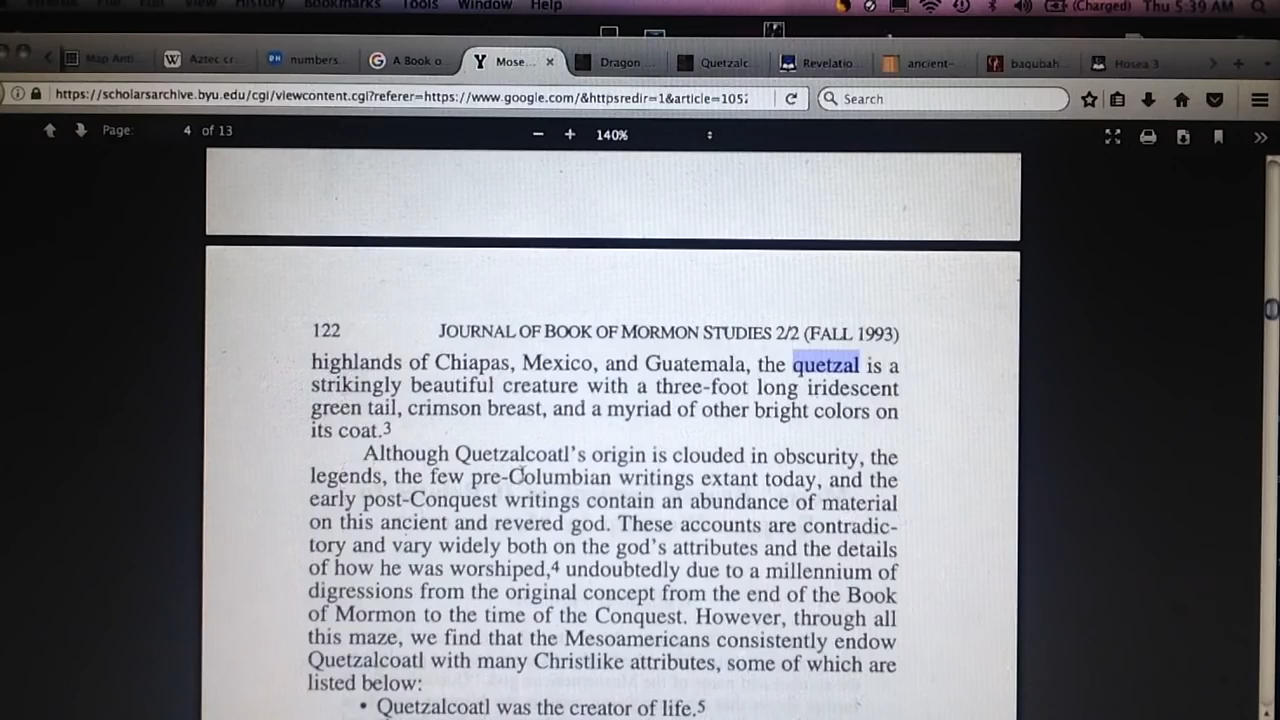 View History Bookmarks Tools Window Help (Charged) Thu 5:39 AM
Map Anti Aztec cr numbers A Book o Mose... Dragon ... Quetzalc Revelatio ancient- baqubah Hosea 3
https://scholarsarchive.byu.edu/cgi/viewcontent.cgi?referer=https://www.google.com/&httpsredir=1&article=105 Search
Page: 4 of 13 − + 140%
122 JOURNAL OF BOOK OF MORMON STUDIES 2/2 (FALL 1993)
highlands of Chiapas, Mexico, and Guatemala, the quetzal is a
strikingly beautiful creature with a three-foot long iridescent
green tail, crimson breast, and a myriad of other bright colors on
its coat.3
Although Quetzalcoatl's origin is clouded in obscurity, the
legends, the few pre-Columbian writings extant today, and the
early post-Conquest writings contain an abundance of material
on this ancient and revered god. These accounts are contradic-
tory and vary widely both on the god's attributes and the details
of how he was worshiped,4 undoubtedly due to a millennium of
digressions from the original concept from the end of the Book
of Mormon to the time of the Conquest. However, through all
this maze, we find that the Mesoamericans consistently endow
Quetzalcoatl with many Christlike attributes, some of which are
listed below:
• Quetzalcoatl was the creator of life.5